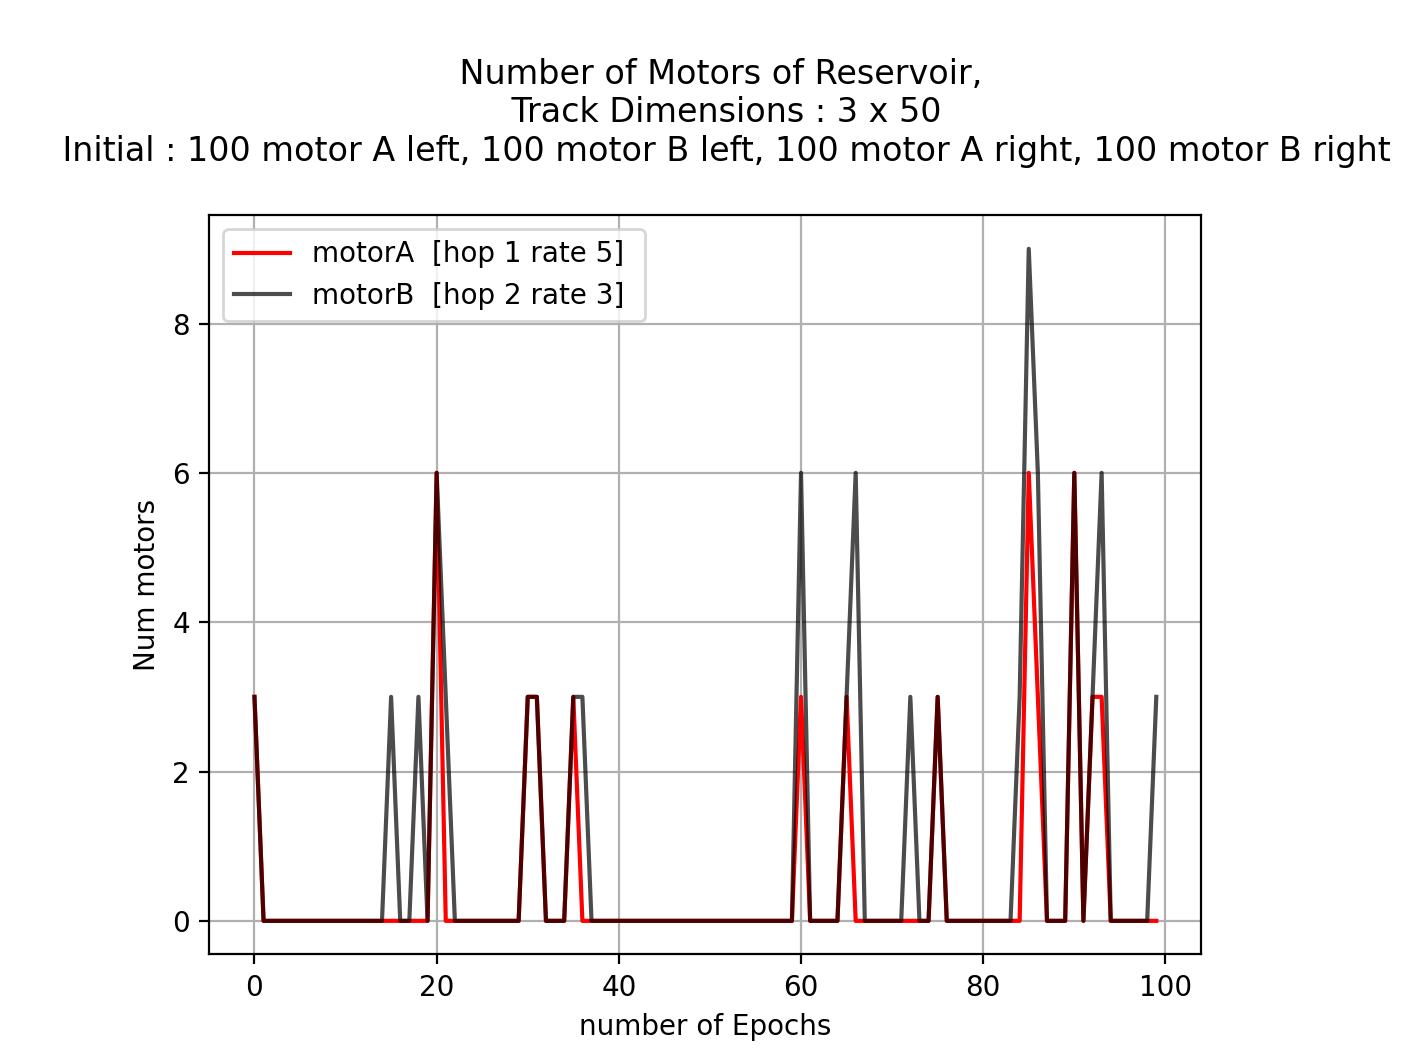 Number of Motors of Reservoir,
Track Dimensions : 3 x 50
Initial : 100 motor A left, 100 motor B left, 100 motor A right, 100 motor B right
motorA [hop 1 rate 5]
motorB [hop 2 rate 3]
8
6
4
2
0
Num motors
0 20 40 60 80 100
number of Epochs